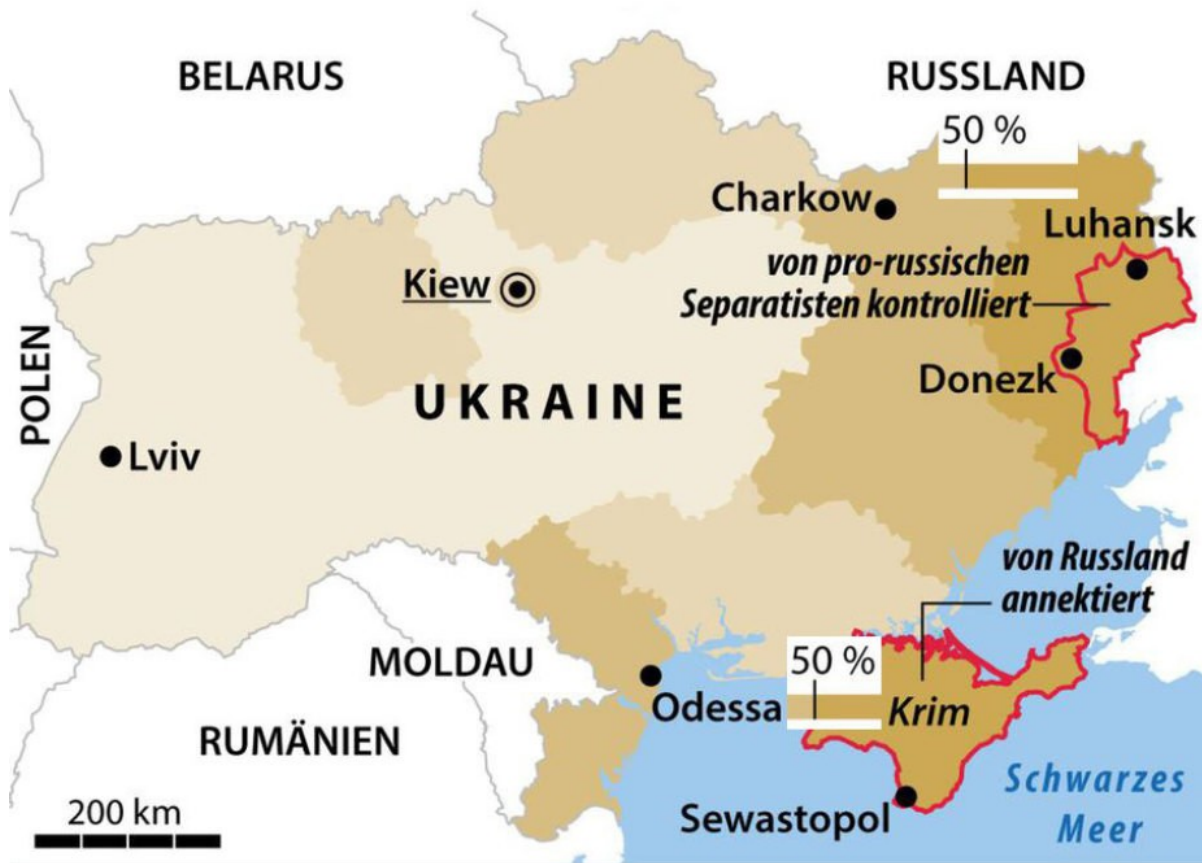 BELARUS
RUSSLAND
50 %
Charkow
Luhansk
von pro-russischen
Separatisten kontrolliert
Kiew
POLEN
UKRAINE
Donezk
Lviv
von Russland
annektiert
MOLDAU
50 %
Odessa
Krim
RUMÄNIEN
200 km
Sewastopol
Schwarzes
Meer